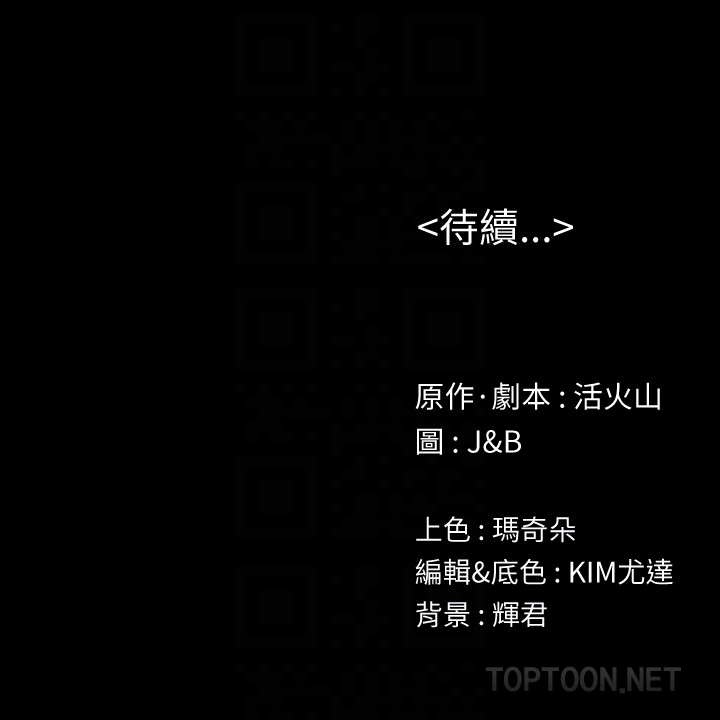 <待續...>
原作·劇本 : 活火山
圖 : J&B
上色 : 瑪奇朵
編輯&底色 : KIM尤達
背景 : 輝君
TOPTOON.NET